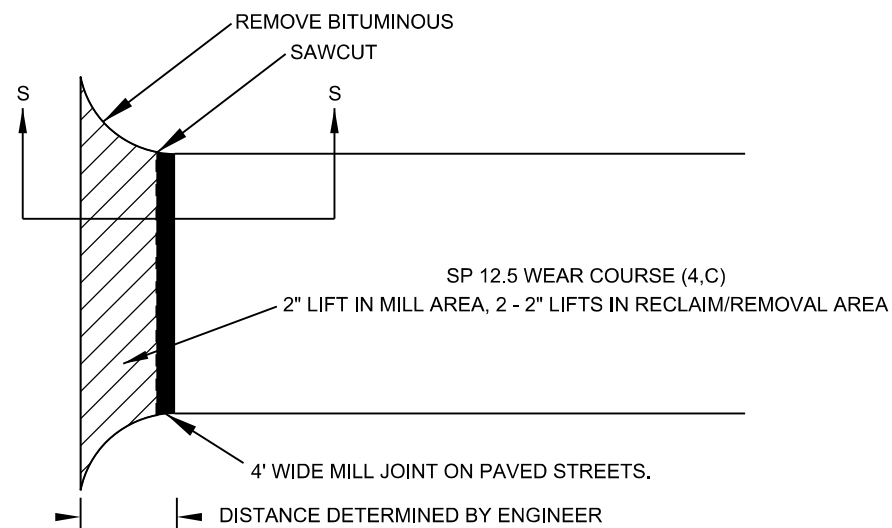 REMOVE BITUMINOUS
SAWCUT
S
S
SP 12.5 WEAR COURSE (4,C)
2" LIFT IN MILL AREA, 2 - 2" LIFTS IN RECLAIM/REMOVAL AREA
4' WIDE MILL JOINT ON PAVED STREETS.
DISTANCE DETERMINED BY ENGINEER